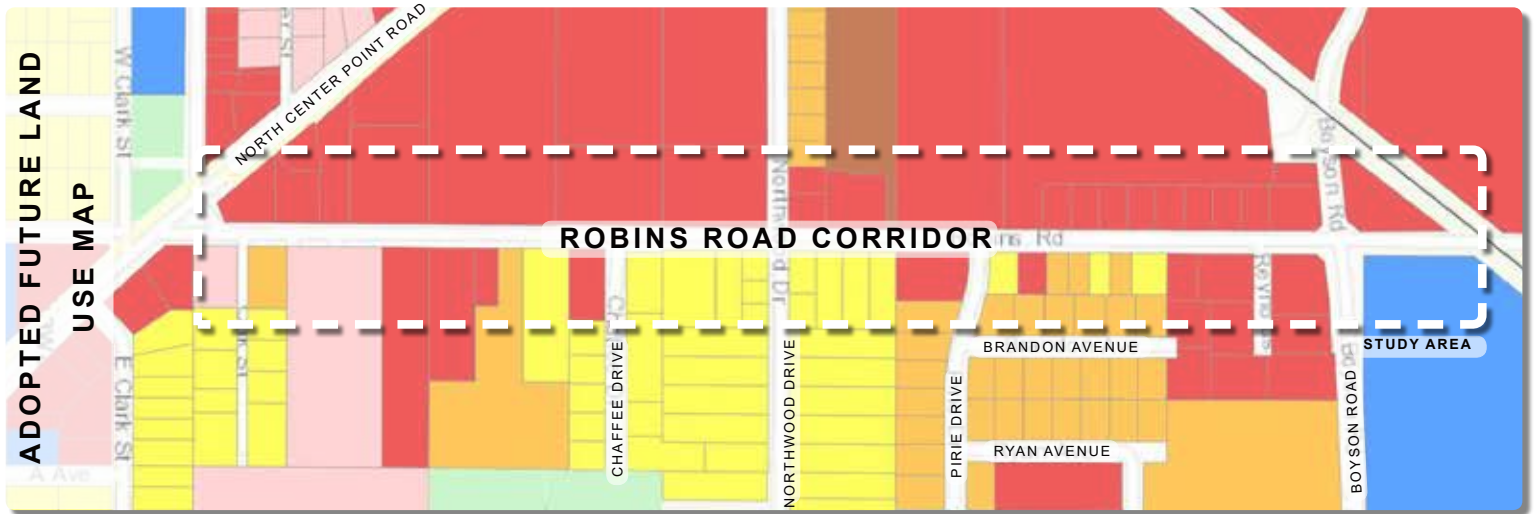 ADOPTED FUTURE LAND
USE MAP
W Clark St
NORTH CENTER POINT ROAD
Boyson Rd
ROBINS ROAD CORRIDOR
Rd
E Clark St
A Ave
CHAFFEE DRIVE
NORTHWOOD DRIVE
PIRIE DRIVE
BRANDON AVENUE
RYAN AVENUE
BOYSON ROAD
STUDY AREA